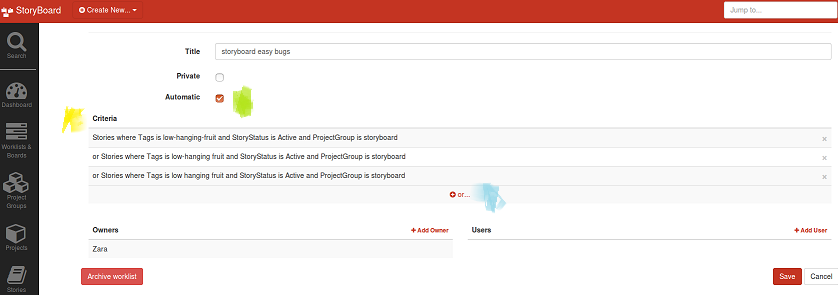 StoryBoard Create New... Jump to...
Search
Dashboard
Worklists &
Boards
Project
Groups
Projects
Stories
Title storyboard easy bugs
Private
Automatic
Criteria
Stories where Tags is low-hanging-fruit and StoryStatus is Active and ProjectGroup is storyboard
or Stories where Tags is low-hanging fruit and StoryStatus is Active and ProjectGroup is storyboard
or Stories where Tags is low hanging fruit and StoryStatus is Active and ProjectGroup is storyboard
or...
Owners + Add Owner Users + Add User
Zara
Archive worklist Save Cancel